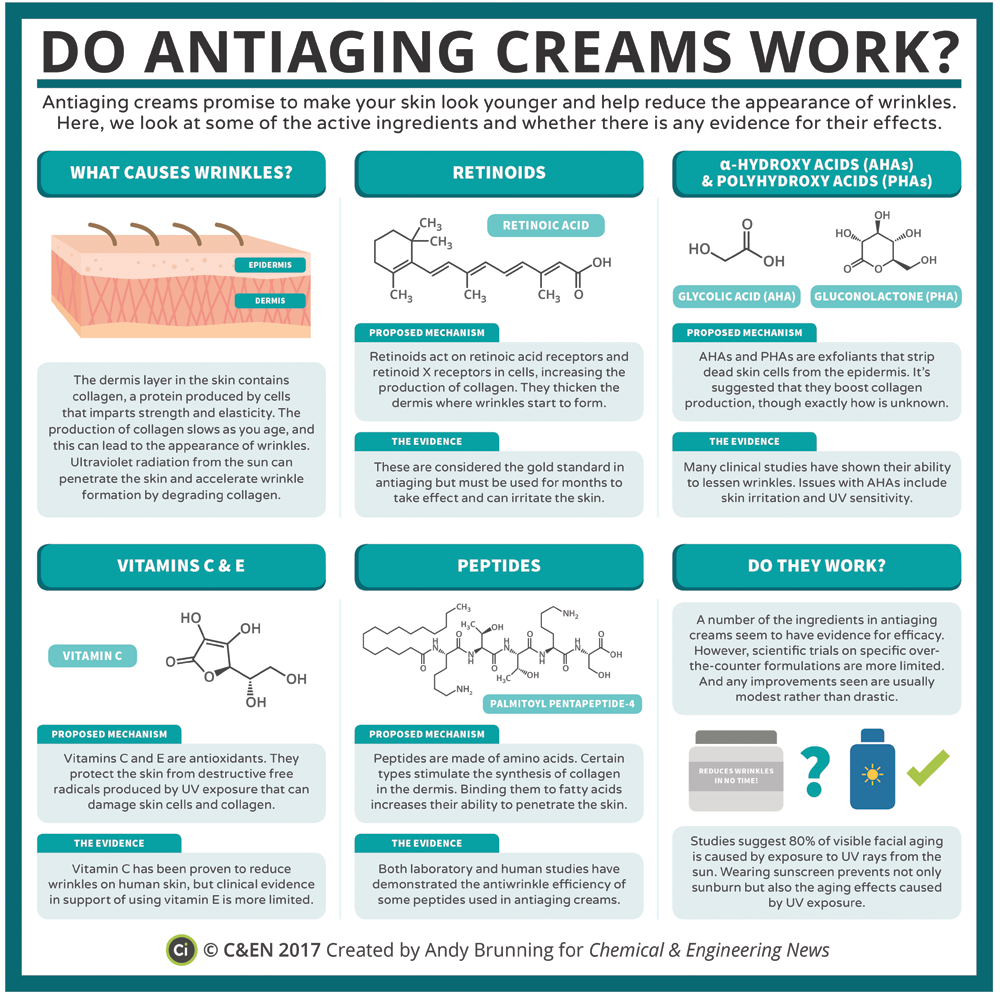 DO ANTIAGING CREAMS WORK?
Antiaging creams promise to make your skin look younger and help reduce the appearance of wrinkles.
Here, we look at some of the active ingredients and whether there is any evidence for their effects.
WHAT CAUSES WRINKLES?
EPIDERMIS
DERMIS
The dermis layer in the skin contains
collagen, a protein produced by cells
that imparts strength and elasticity. The
production of collagen slows as you age, and
this can lead to the appearance of wrinkles.
Ultraviolet radiation from the sun can
penetrate the skin and accelerate wrinkle
formation by degrading collagen.
RETINOIDS
CH₃
CH₃
RETINOIC ACID
OH
CH₃
CH₃
CH₃
O
PROPOSED MECHANISM
Retinoids act on retinoic acid receptors and
retinoid X receptors in cells, increasing the
production of collagen. They thicken the
dermis where wrinkles start to form.
THE EVIDENCE
These are considered the gold standard in
antiaging but must be used for months to
take effect and can irritate the skin.
α-HYDROXY ACIDS (AHAs)
& POLYHYDROXY ACIDS (PHAs)
O
HO
OH
OH
HO
OH
O
O
OH
GLYCOLIC ACID (AHA)
GLUCONOLACTONE (PHA)
PROPOSED MECHANISM
AHAs and PHAs are exfoliants that strip
dead skin cells from the epidermis. It's
suggested that they boost collagen
production, though exactly how is unknown.
THE EVIDENCE
Many clinical studies have shown their ability
to lessen wrinkles. Issues with AHAs include
skin irritation and UV sensitivity.
VITAMINS C & E
VITAMIN C
HO
OH
O
O
OH
OH
PROPOSED MECHANISM
Vitamins C and E are antioxidants. They
protect the skin from destructive free
radicals produced by UV exposure that can
damage skin cells and collagen.
THE EVIDENCE
Vitamin C has been proven to reduce
wrinkles on human skin, but clinical evidence
in support of using vitamin E is more limited.
PEPTIDES
CH₃
NH₂
H₃C
OH
O
H
N
O
H
N
O
O
OH
O
N
H
O
N
H
O
N
H
NH₂
H₃C
OH
OH
PALMITOYL PENTAPEPTIDE-4
PROPOSED MECHANISM
Peptides are made of amino acids. Certain
types stimulate the synthesis of collagen
in the dermis. Binding them to fatty acids
increases their ability to penetrate the skin.
THE EVIDENCE
Both laboratory and human studies have
demonstrated the antiwrinkle efficiency of
some peptides used in antiaging creams.
DO THEY WORK?
A number of the ingredients in antiaging
creams seem to have evidence for efficacy.
However, scientific trials on specific over-
the-counter formulations are more limited.
And any improvements seen are usually
modest rather than drastic.
REDUCES WRINKLES
IN NO TIME!
?
Studies suggest 80% of visible facial aging
is caused by exposure to UV rays from the
sun. Wearing sunscreen prevents not only
sunburn but also the aging effects caused
by UV exposure.
Ci © C&EN 2017 Created by Andy Brunning for Chemical & Engineering News